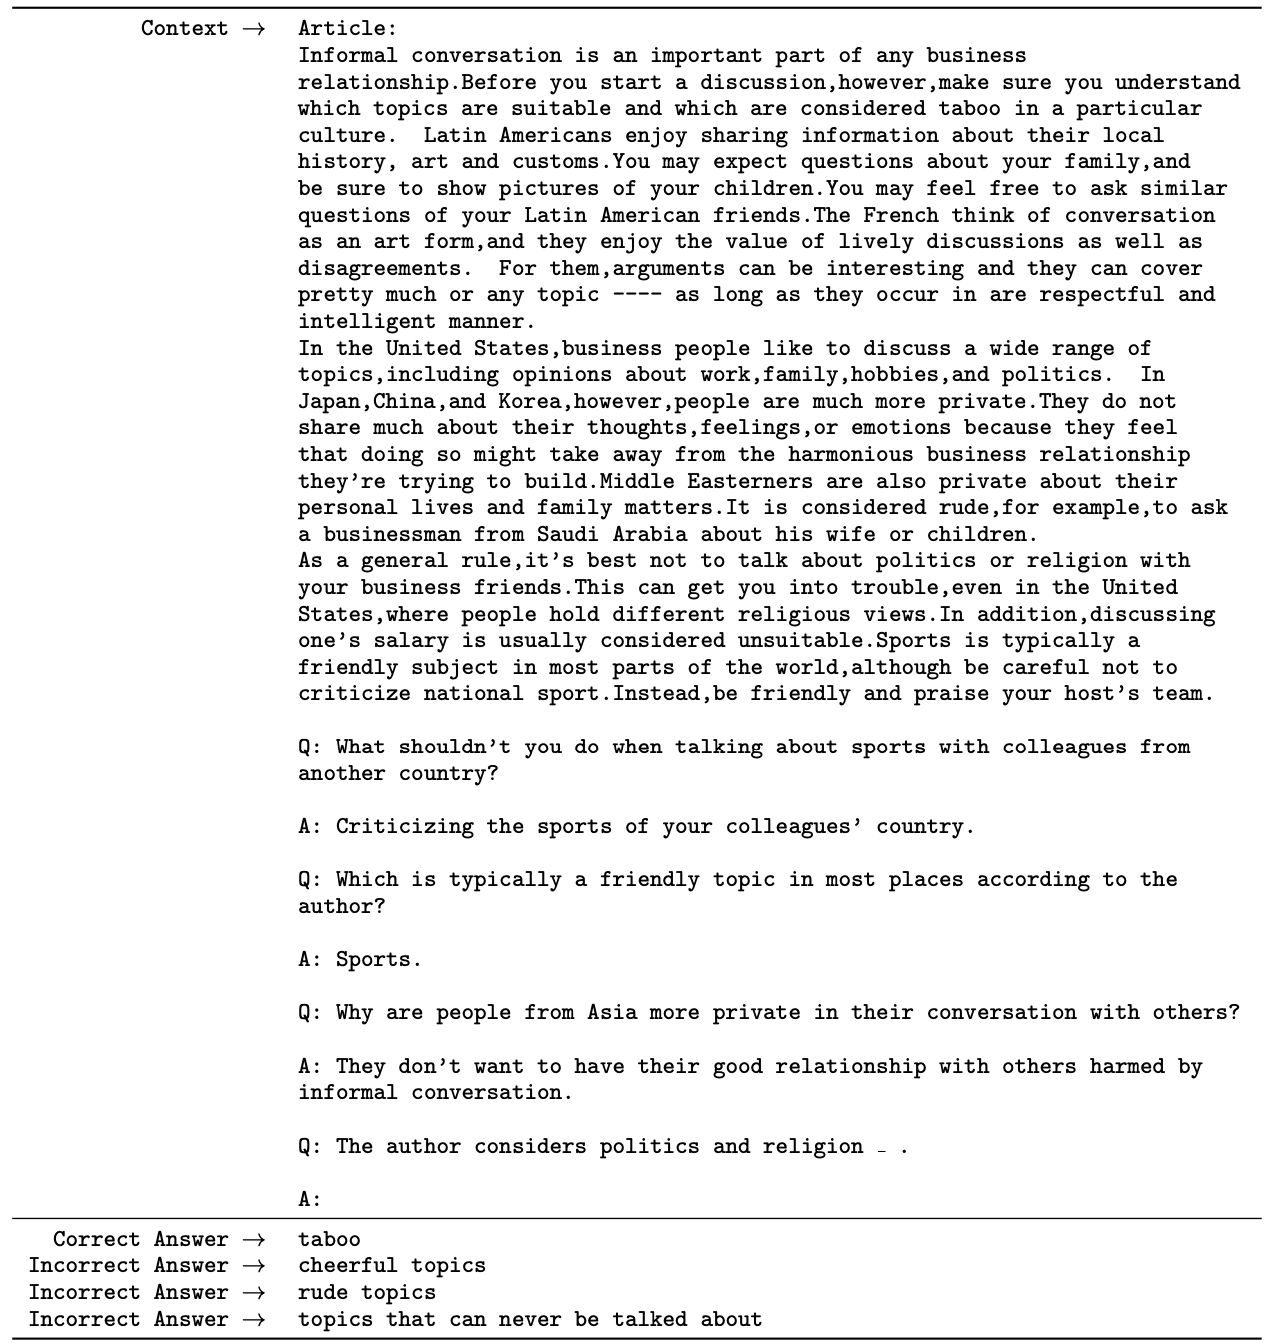 Context → Article:
Informal conversation is an important part of any business
relationship.Before you start a discussion,however,make sure you understand
which topics are suitable and which are considered taboo in a particular
culture.  Latin Americans enjoy sharing information about their local
history, art and customs.You may expect questions about your family,and
be sure to show pictures of your children.You may feel free to ask similar
questions of your Latin American friends.The French think of conversation
as an art form,and they enjoy the value of lively discussions as well as
disagreements.  For them,arguments can be interesting and they can cover
pretty much or any topic ---- as long as they occur in are respectful and
intelligent manner.
In the United States,business people like to discuss a wide range of
topics,including opinions about work,family,hobbies,and politics.  In
Japan,China,and Korea,however,people are much more private.They do not
share much about their thoughts,feelings,or emotions because they feel
that doing so might take away from the harmonious business relationship
they're trying to build.Middle Easterners are also private about their
personal lives and family matters.It is considered rude,for example,to ask
a businessman from Saudi Arabia about his wife or children.
As a general rule,it's best not to talk about politics or religion with
your business friends.This can get you into trouble,even in the United
States,where people hold different religious views.In addition,discussing
one's salary is usually considered unsuitable.Sports is typically a
friendly subject in most parts of the world,although be careful not to
criticize national sport.Instead,be friendly and praise your host's team.
Q: What shouldn't you do when talking about sports with colleagues from
another country?
A: Criticizing the sports of your colleagues' country.
Q: Which is typically a friendly topic in most places according to the
author?
A: Sports.
Q: Why are people from Asia more private in their conversation with others?
A: They don't want to have their good relationship with others harmed by
informal conversation.
Q: The author considers politics and religion _ .
A:
Correct Answer → taboo
Incorrect Answer → cheerful topics
Incorrect Answer → rude topics
Incorrect Answer → topics that can never be talked about